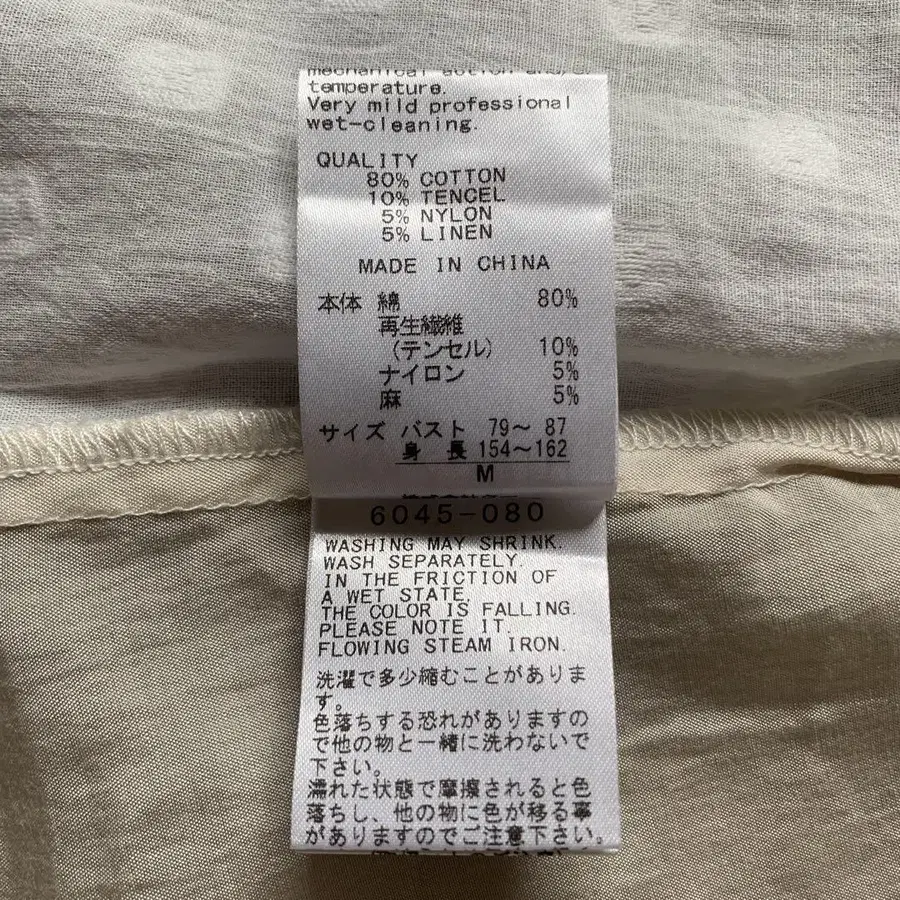 mechanical action and/or
temperature.
Very mild professional
wet-cleaning.
QUALITY
80% COTTON
10% TENCEL
5% NYLON
5% LINEN
MADE IN CHINA
本体 綿 80%
再生繊維
(テンセル) 10%
ナイロン 5%
麻 5%
サイズ バスト 79〜 87
身 長 154〜162
M
6045-080
WASHING MAY SHRINK.
WASH SEPARATELY.
IN THE FRICTION OF
A WET STATE.
THE COLOR IS FALLING.
PLEASE NOTE IT.
FLOWING STEAM IRON.
洗濯で多少縮むことがありま
す。
色落ちする恐れがありますの
で他の物と一緒に洗わないで
下さい。
濡れた状態で摩擦されると色
落ちし、他の物に色が移る事
がありますのでご注意下さい。